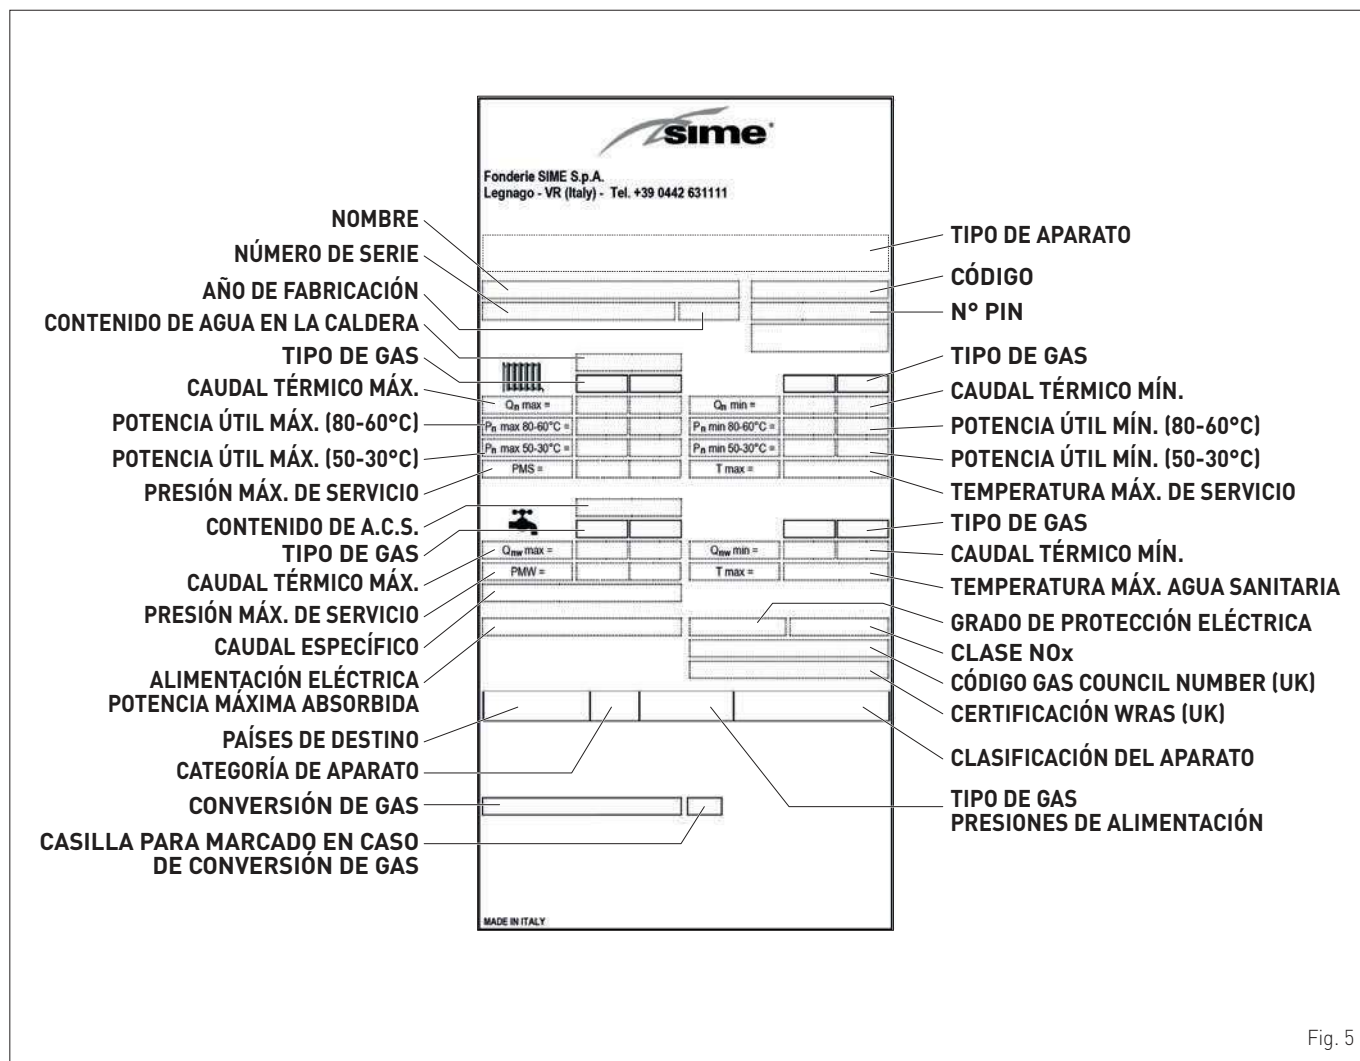 sime
Fonderie SIME S.p.A.
Legnago - VR (Italy) - Tel. +39 0442 631111
NOMBRE
NÚMERO DE SERIE
AÑO DE FABRICACIÓN
CONTENIDO DE AGUA EN LA CALDERA
TIPO DE GAS
CAUDAL TÉRMICO MÁX.
POTENCIA ÚTIL MÁX. (80-60°C)
POTENCIA ÚTIL MÁX. (50-30°C)
PRESIÓN MÁX. DE SERVICIO
CONTENIDO DE A.C.S.
TIPO DE GAS
CAUDAL TÉRMICO MÁX.
PRESIÓN MÁX. DE SERVICIO
CAUDAL ESPECÍFICO
ALIMENTACIÓN ELÉCTRICA
POTENCIA MÁXIMA ABSORBIDA
PAÍSES DE DESTINO
CATEGORÍA DE APARATO
CONVERSIÓN DE GAS
CASILLA PARA MARCADO EN CASO
DE CONVERSIÓN DE GAS
Qn max =
Qn min =
Pn max 80-60°C =
Pn min 80-60°C =
Pn max 50-30°C =
Pn min 50-30°C =
PMS =
T max =
Qnw max =
Qnw min =
PMW =
T max =
MADE IN ITALY
TIPO DE APARATO
CÓDIGO
N° PIN
TIPO DE GAS
CAUDAL TÉRMICO MÍN.
POTENCIA ÚTIL MÍN. (80-60°C)
POTENCIA ÚTIL MÍN. (50-30°C)
TEMPERATURA MÁX. DE SERVICIO
TIPO DE GAS
CAUDAL TÉRMICO MÍN.
TEMPERATURA MÁX. AGUA SANITARIA
GRADO DE PROTECCIÓN ELÉCTRICA
CLASE NOx
CÓDIGO GAS COUNCIL NUMBER (UK)
CERTIFICACIÓN WRAS (UK)
CLASIFICACIÓN DEL APARATO
TIPO DE GAS
PRESIONES DE ALIMENTACIÓN
Fig. 5